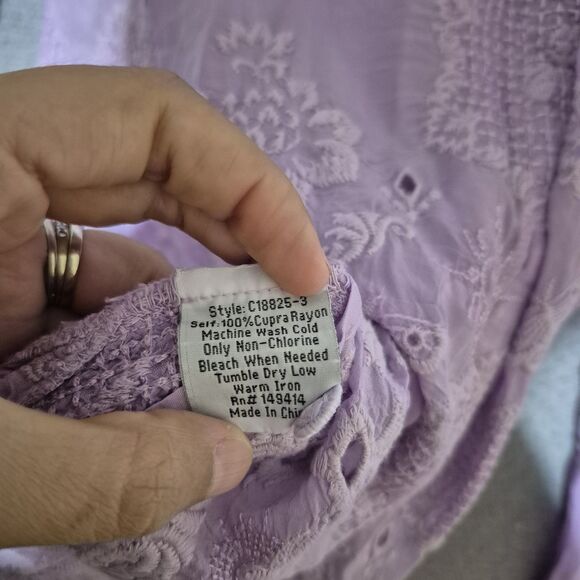 Style: C18825-3
Self: 100%Cupra Rayon
Machine Wash Cold
Only Non-Chlorine
Bleach When Needed
Tumble Dry Low
Warm Iron
Rn# 149414
Made In Chi